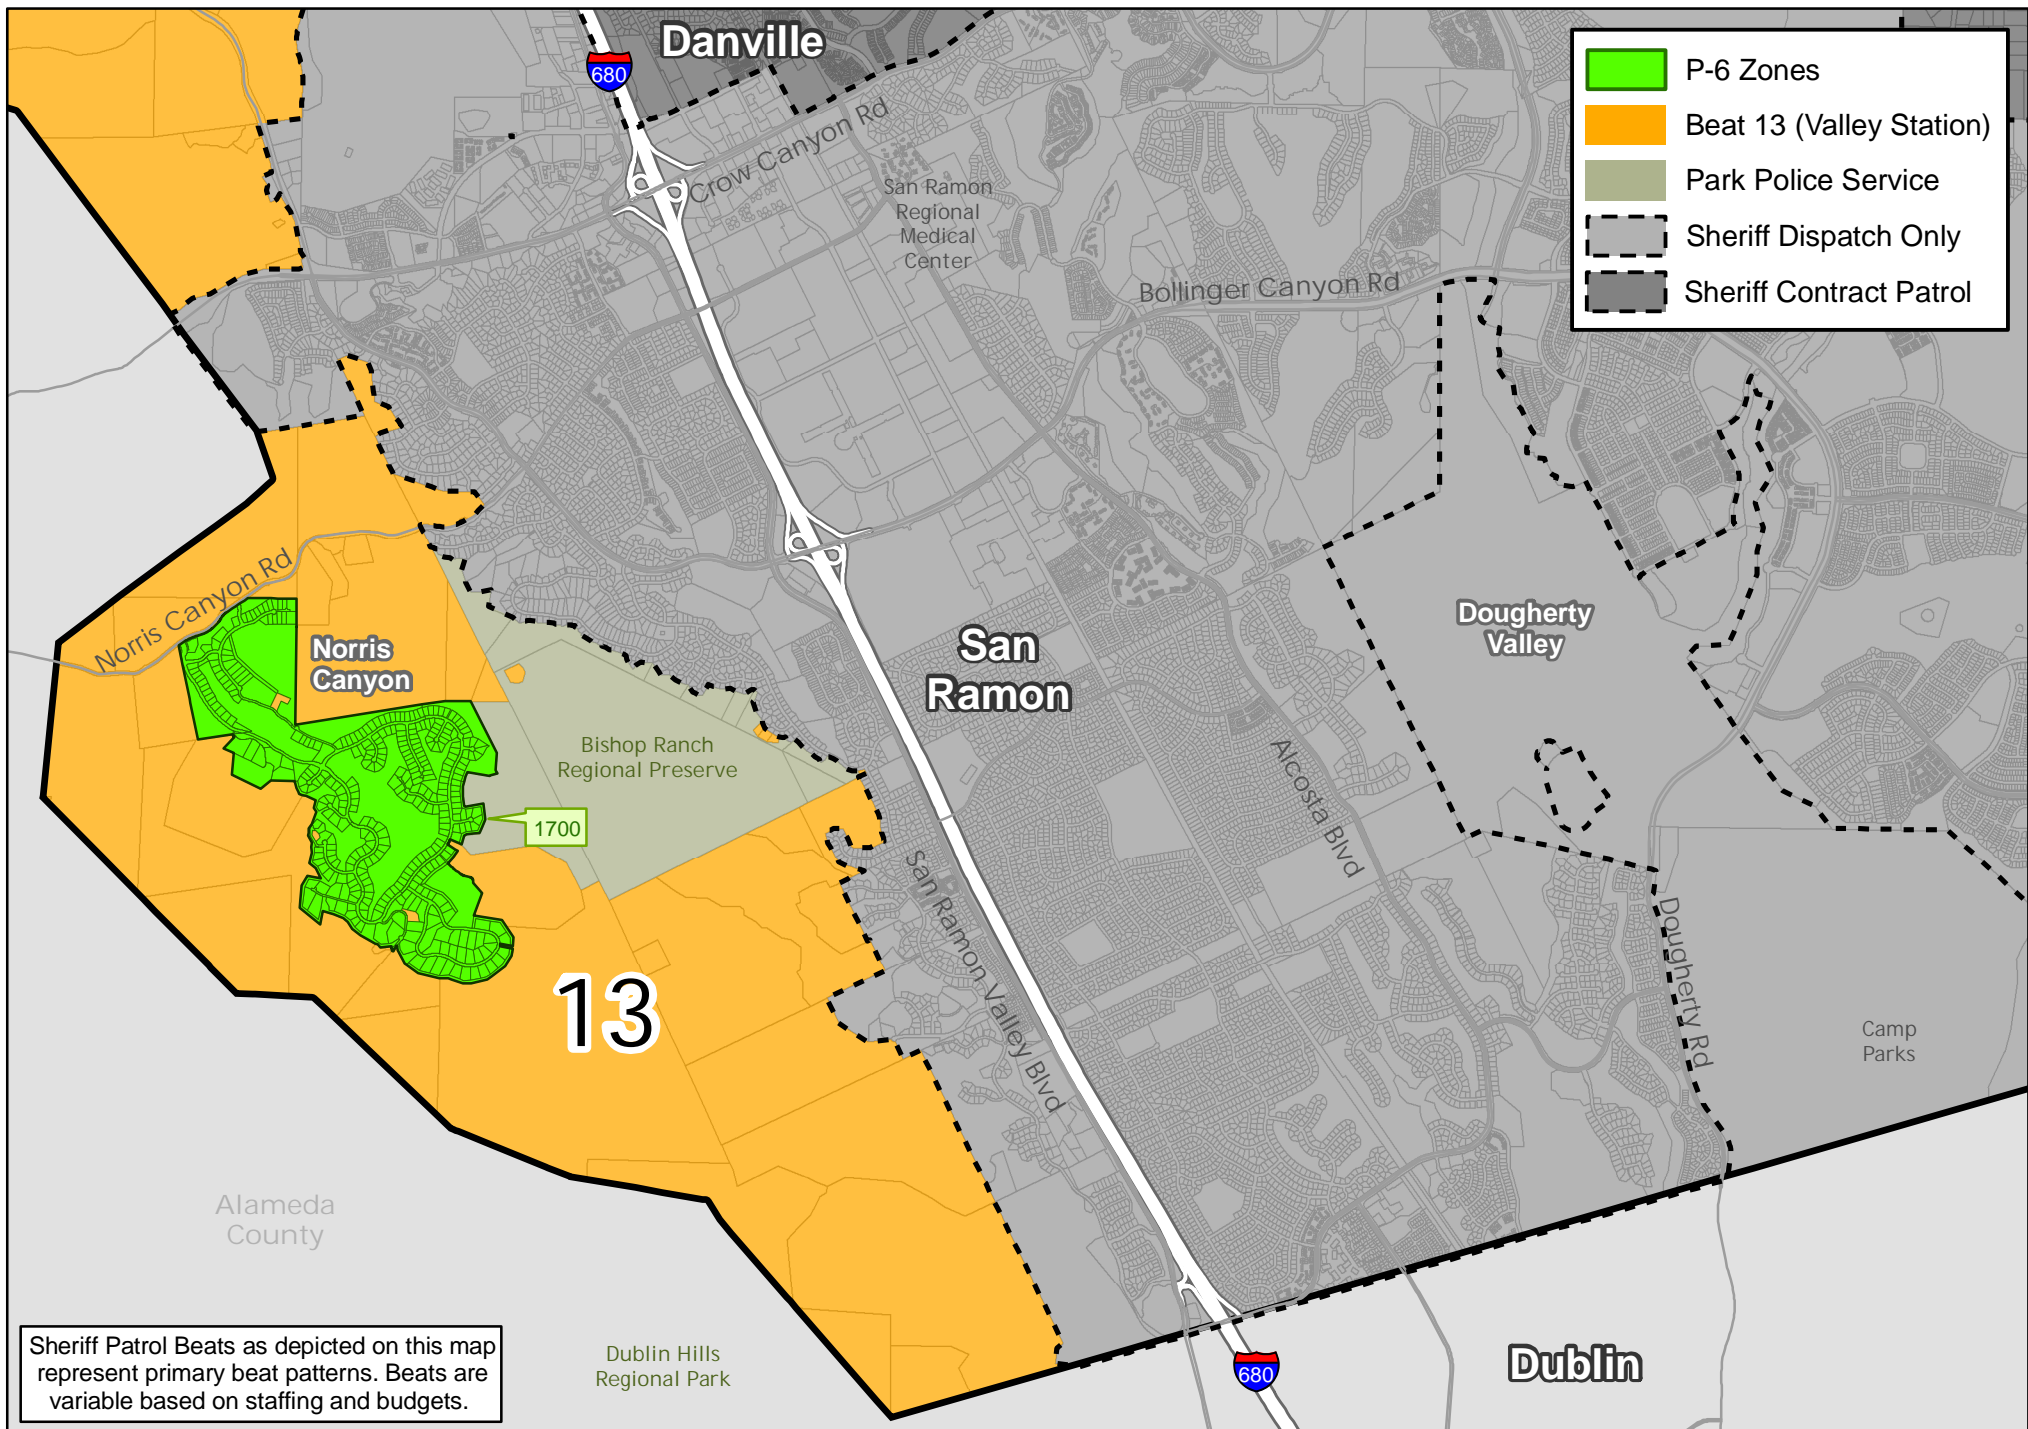 Danville
680
P-6 Zones
Beat 13 (Valley Station)
Park Police Service
Sheriff Dispatch Only
Sheriff Contract Patrol
Crow Canyon Rd
San Ramon
Regional
Medical
Center
Bollinger Canyon Rd
Norris Canyon Rd
Norris
Canyon
San
Ramon
Dougherty
Valley
Bishop Ranch
Regional Preserve
1700
Alcosta Blvd
San Ramon Valley Blvd
Dougherty Rd
13
Camp
Parks
Alameda
County
Dublin Hills
Regional Park
680
Dublin
Sheriff Patrol Beats as depicted on this map
represent primary beat patterns. Beats are
variable based on staffing and budgets.